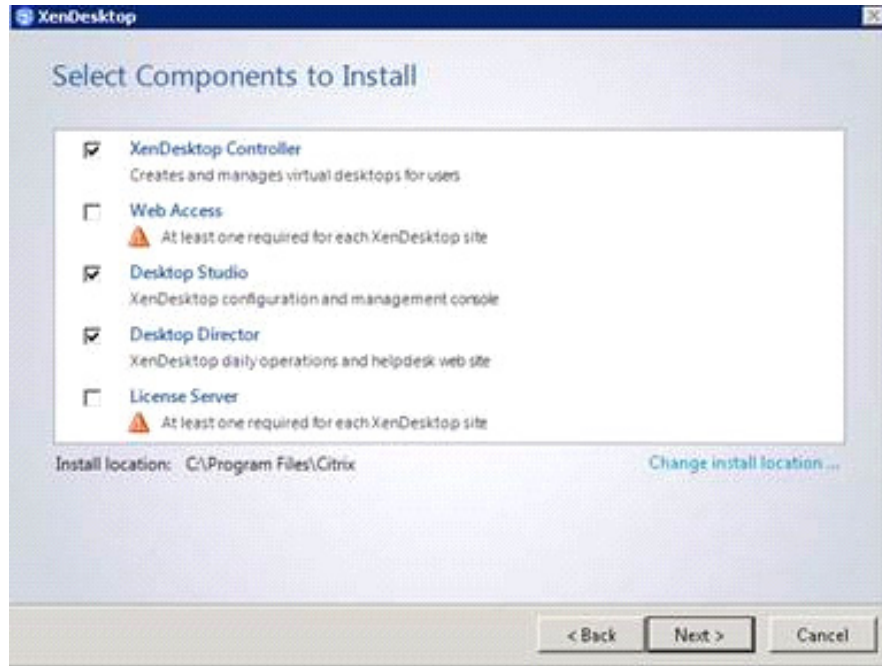 XenDesktop
Select Components to Install
XenDesktop Controller
Creates and manages virtual desktops for users
Web Access
At least one required for each XenDesktop site
Desktop Studio
XenDesktop configuration and management console
Desktop Director
XenDesktop daily operations and helpdesk web site
License Server
At least one required for each XenDesktop site
Install location: C:\Program Files\Citrix Change install location ...
< Back Next > Cancel